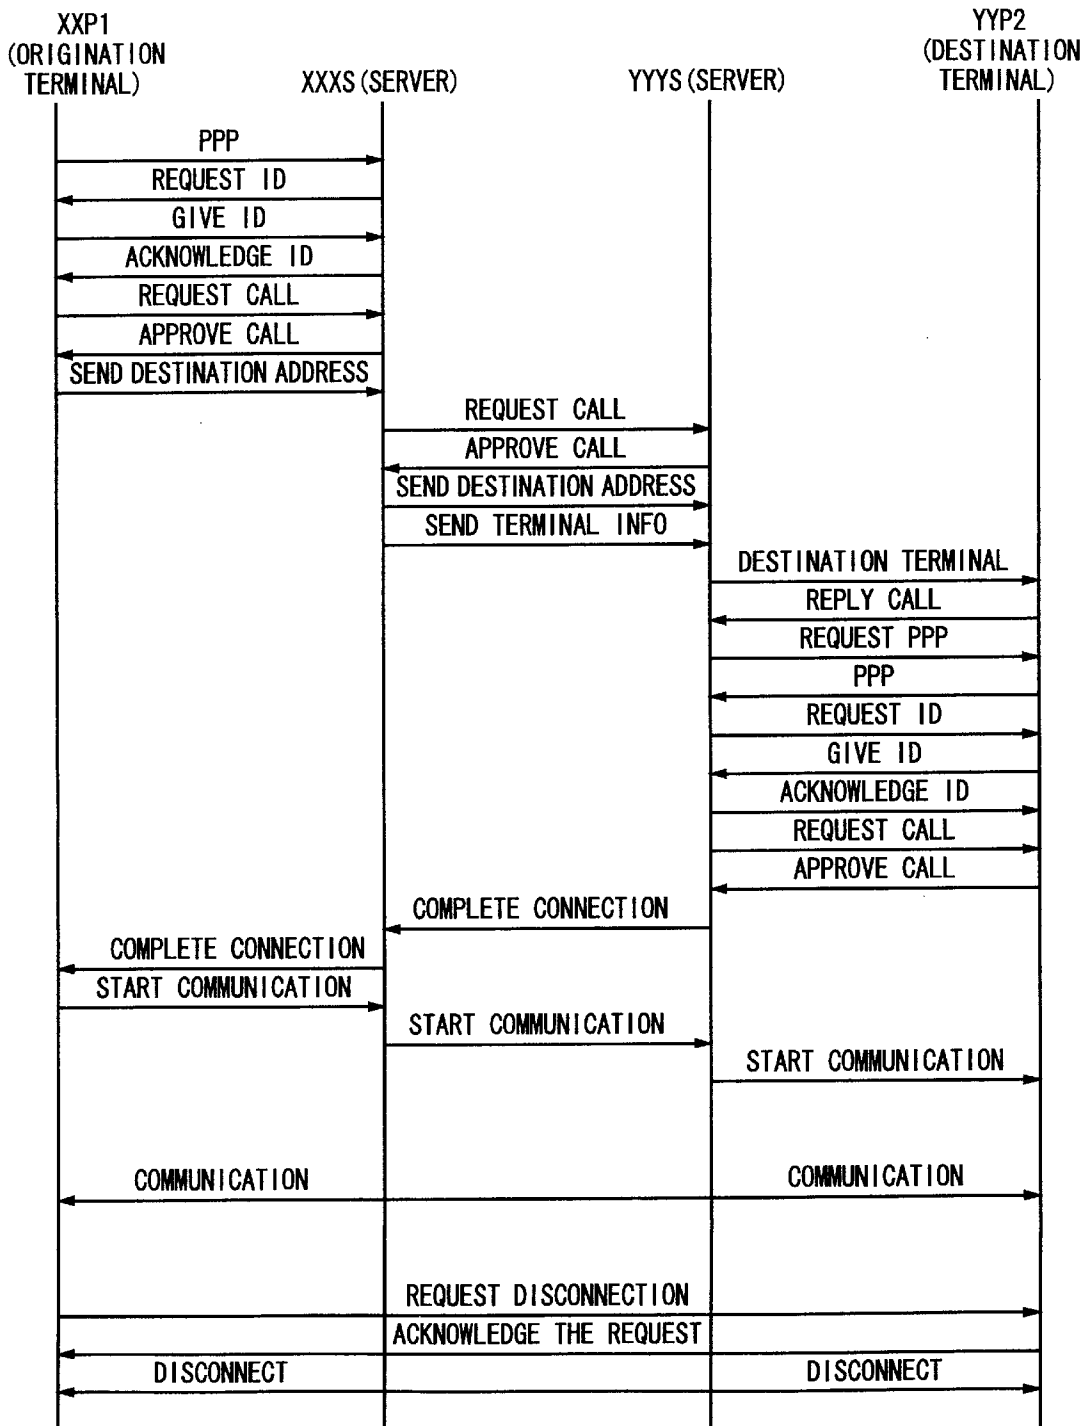 XXP1
(ORIGINATION
TERMINAL)
XXXS(SERVER)
YYYS(SERVER)
YYP2
(DESTINATION
TERMINAL)
PPP
REQUEST ID
GIVE ID
ACKNOWLEDGE ID
REQUEST CALL
APPROVE CALL
SEND DESTINATION ADDRESS
REQUEST CALL
APPROVE CALL
SEND DESTINATION ADDRESS
SEND TERMINAL INFO
DESTINATION TERMINAL
REPLY CALL
REQUEST PPP
PPP
REQUEST ID
GIVE ID
ACKNOWLEDGE ID
REQUEST CALL
APPROVE CALL
COMPLETE CONNECTION
COMPLETE CONNECTION
START COMMUNICATION
START COMMUNICATION
START COMMUNICATION
COMMUNICATION
COMMUNICATION
REQUEST DISCONNECTION
ACKNOWLEDGE THE REQUEST
DISCONNECT
DISCONNECT